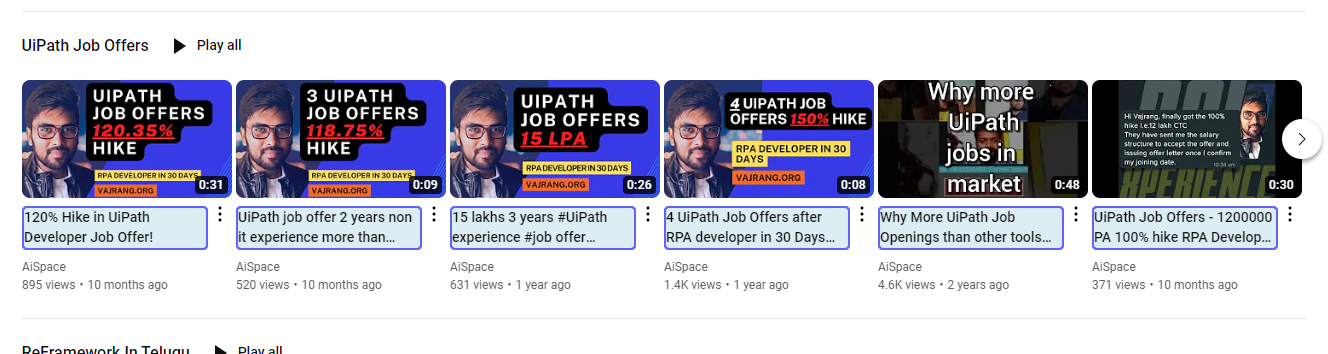 UiPath Job Offers
Play all
UIPATH
JOB OFFERS
120.35%
HIKE
RPA DEVELOPER IN 30 DAYS
VAJRANG.ORG
0:31
3 UIPATH
JOB OFFERS
118.75%
HIKE
RPA DEVELOPER IN 30 DAYS
VAJRANG.ORG
0:09
UIPATH
JOB OFFERS
15 LPA
RPA DEVELOPER IN 30 DAYS
VAJRANG.ORG
0:26
4 UIPATH JOB
OFFERS 150% HIKE
RPA DEVELOPER IN 30
DAYS
VAJRANG.ORG
0:08
Why more
UiPath
jobs in
market
0:48
Hi Vajrang, finally got the 100%
hike i.e.12 lakh CTC
They have sent me the salary
structure to accept the offer and
issuing offer letter once I confirm
my joining date.
10:34 am
XPERIENCE
0:30
120% Hike in UiPath
Developer Job Offer!
UiPath job offer 2 years non
it experience more than...
15 lakhs 3 years #UiPath
experience #job offer...
4 UiPath Job Offers after
RPA developer in 30 Days...
Why More UiPath Job
Openings than other tools...
UiPath Job Offers - 1200000
PA 100% hike RPA Develop...
AiSpace
895 views • 10 months ago
AiSpace
520 views • 10 months ago
AiSpace
631 views • 1 year ago
AiSpace
1.4K views • 1 year ago
AiSpace
4.6K views • 2 years ago
AiSpace
371 views • 10 months ago
ReFramework In Telugu
Play all